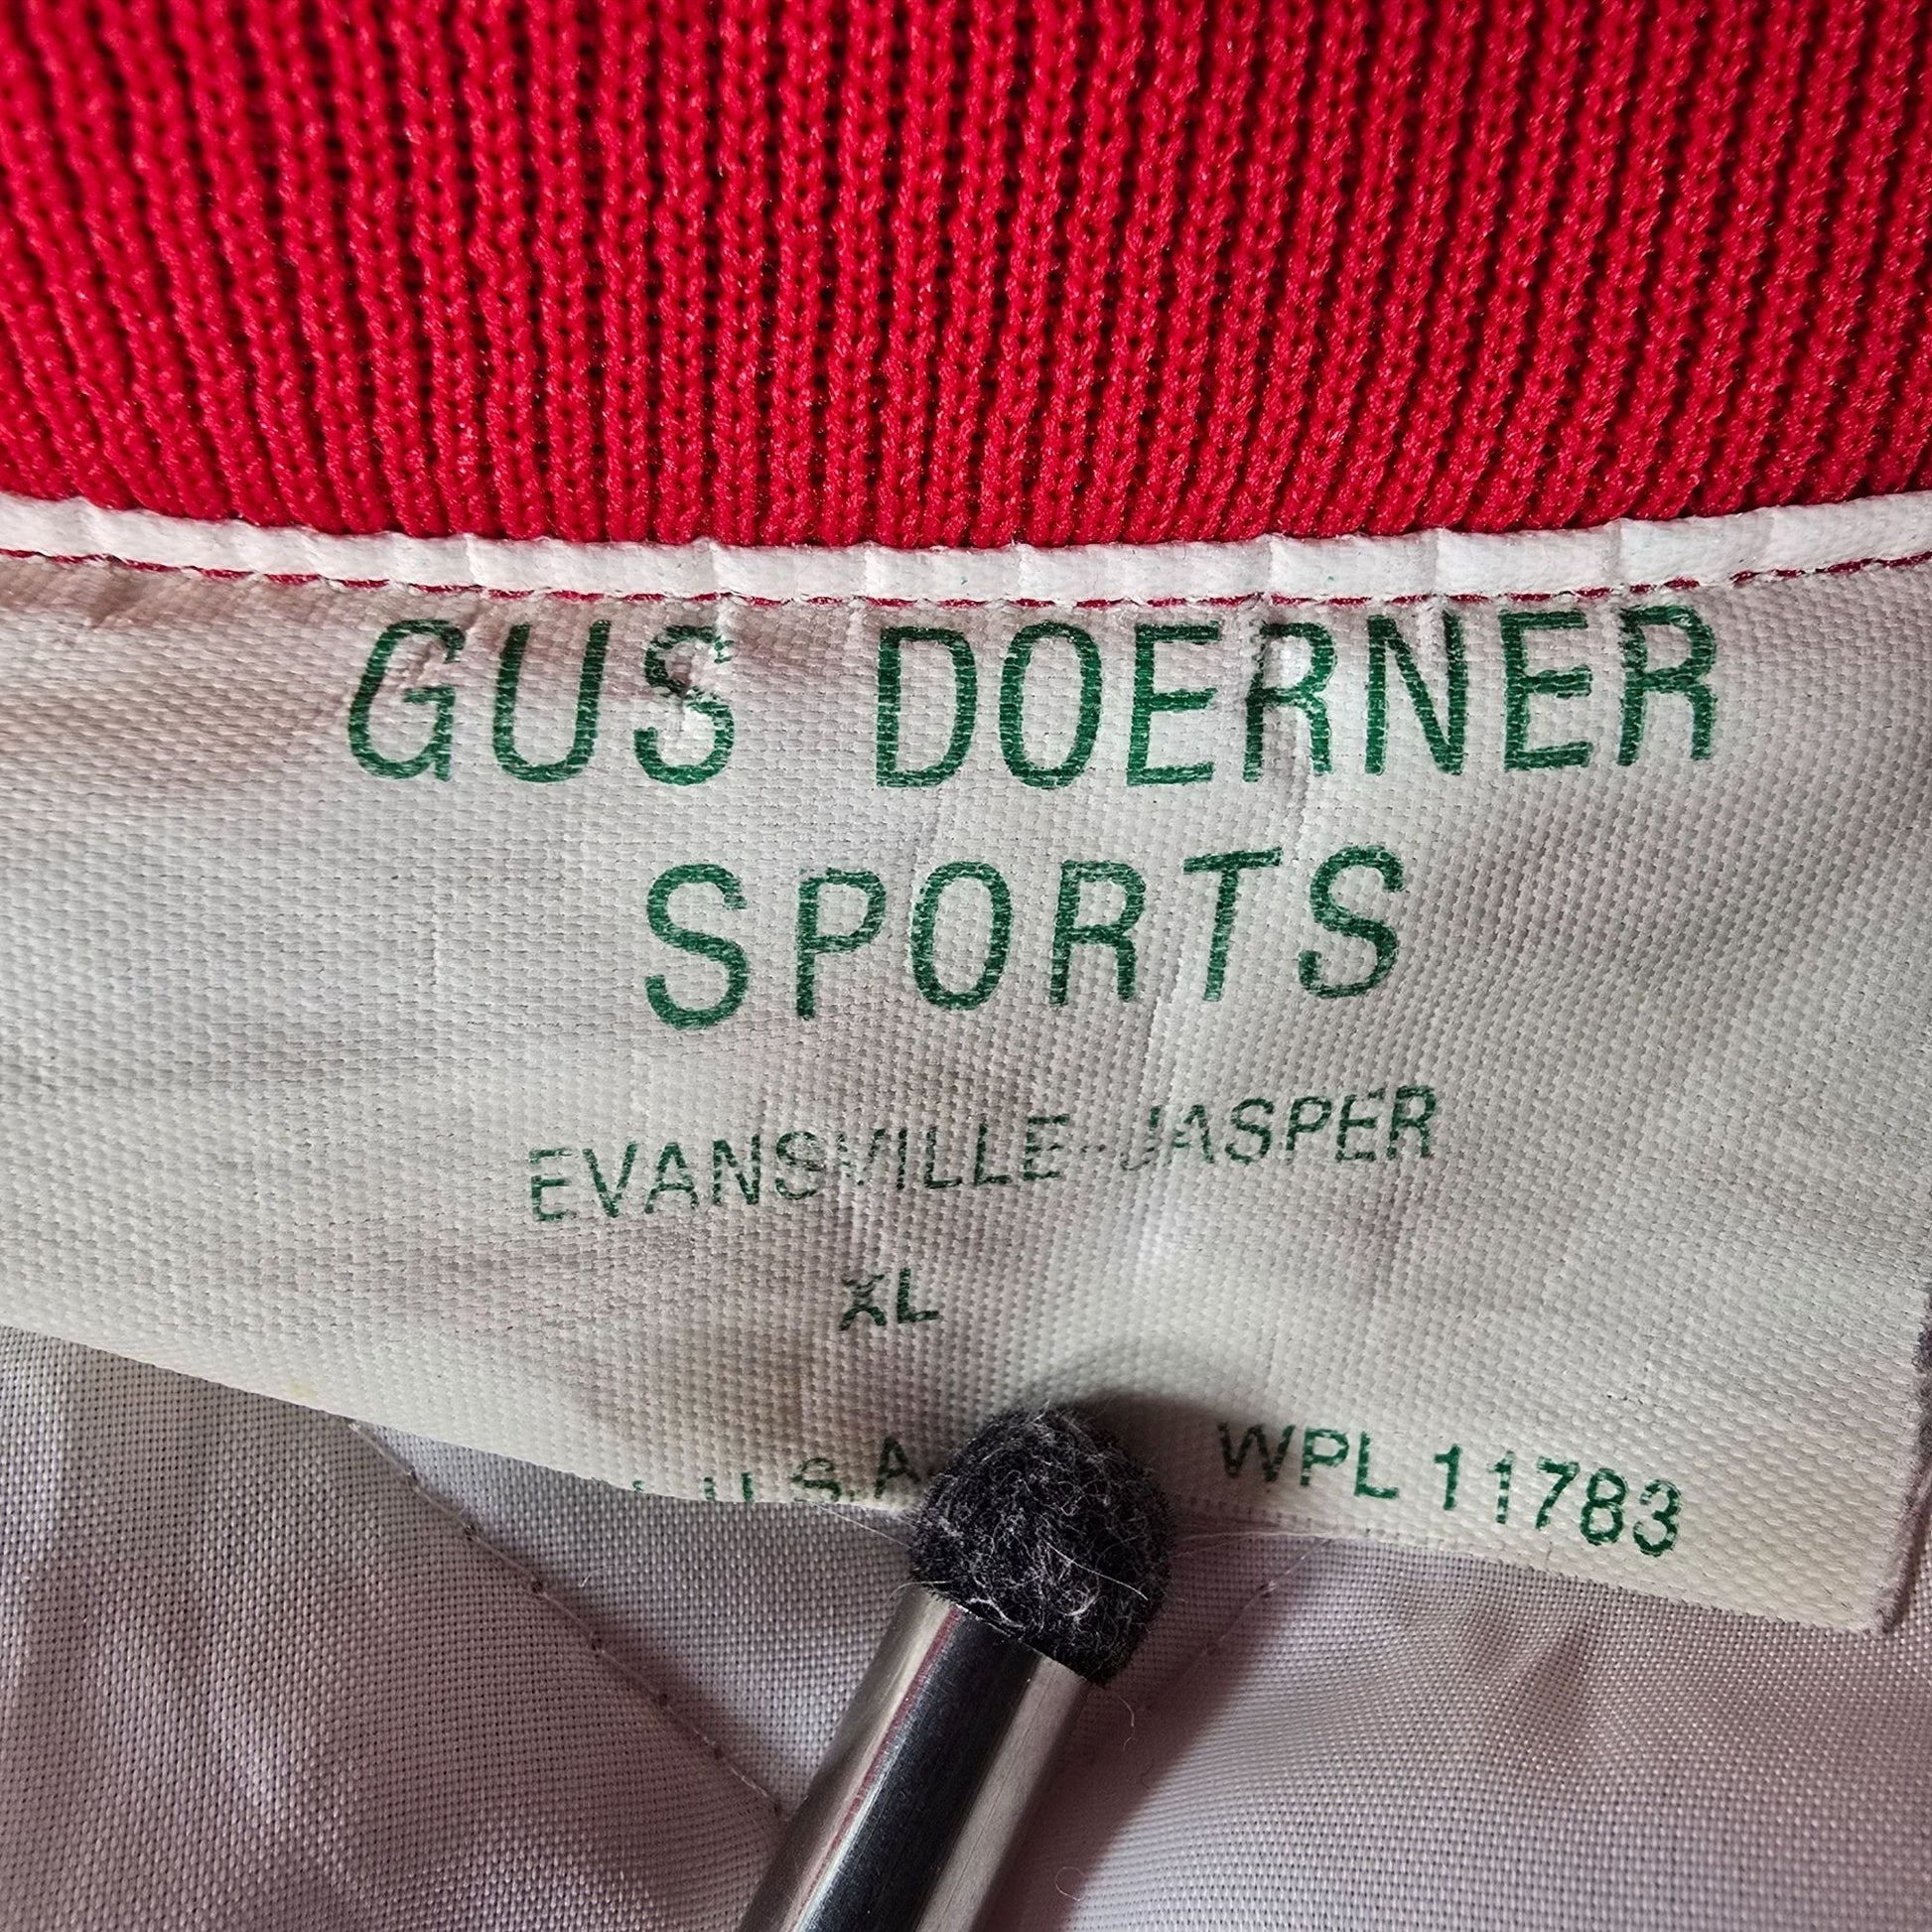 GUS DOERNER
SPORTS
EVANSVILLE-JASPER
XL
U.S.A. WPL 11783